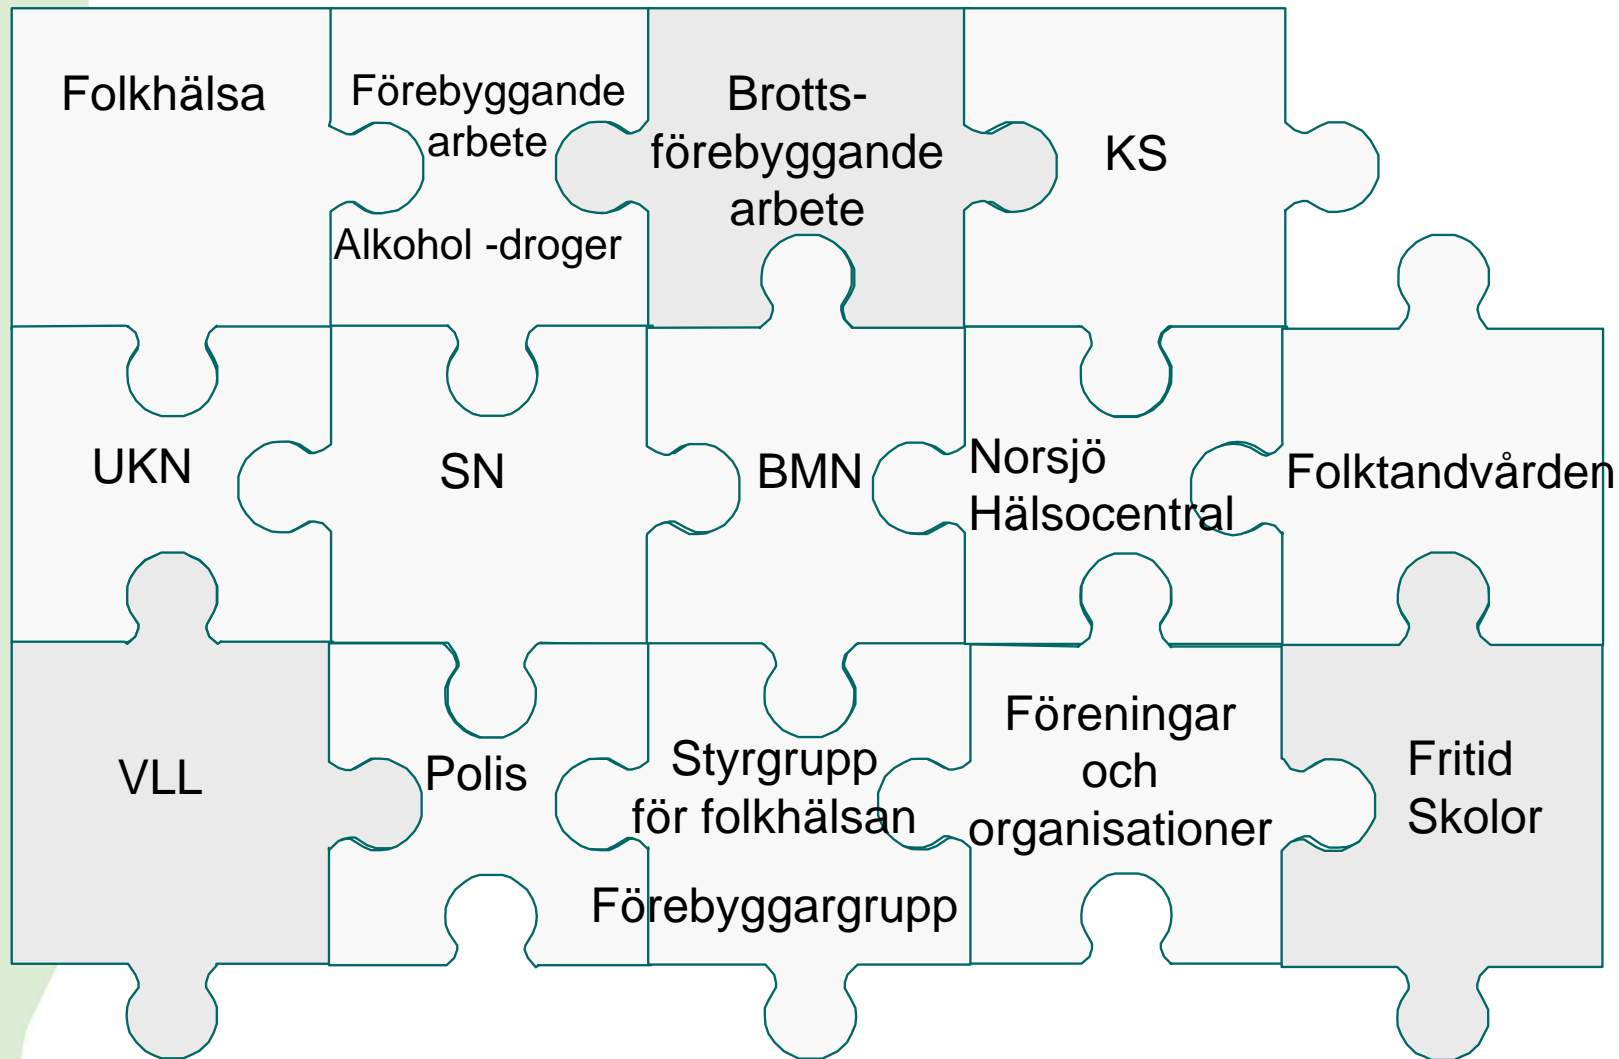 Folkhälsa
Förebyggande
arbete
Alkohol -droger
Brotts-
förebyggande
arbete
KS
UKN
SN
BMN
Norsjö
Hälsocentral
Folktandvården
VLL
Polis
Styrgrupp
för folkhälsan
Förebyggargrupp
Föreningar
och
organisationer
Fritid
Skolor